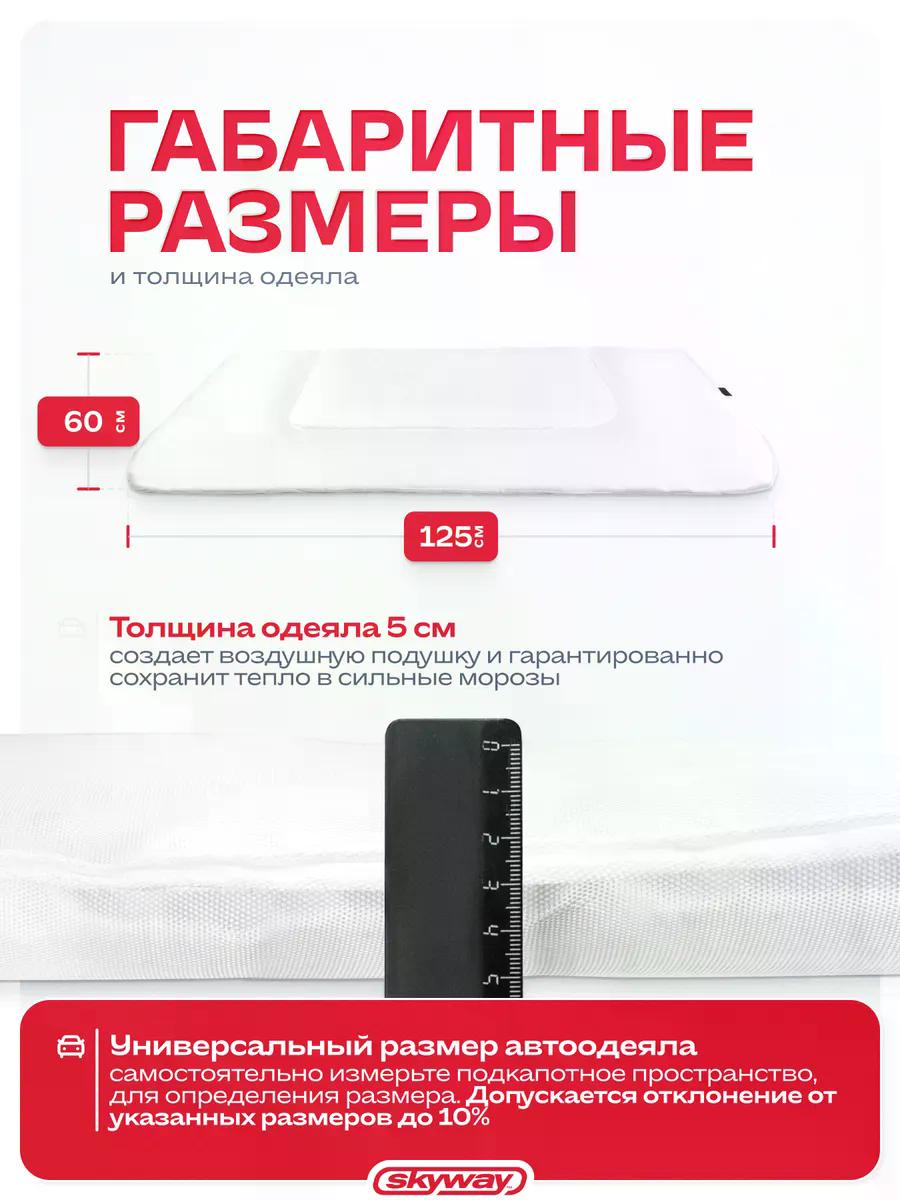 ГАБАРИТНЫЕ
РАЗМЕРЫ
и толщина одеяла
60 см
125 см
Толщина одеяла 5 см
создает воздушную подушку и гарантированно
сохранит тепло в сильные морозы
0
1
2
3
4
5
Универсальный размер автоодеяла
самостоятельно измерьте подкапотное пространство,
для определения размера. Допускается отклонение от
указанных размеров до 10%
skyway